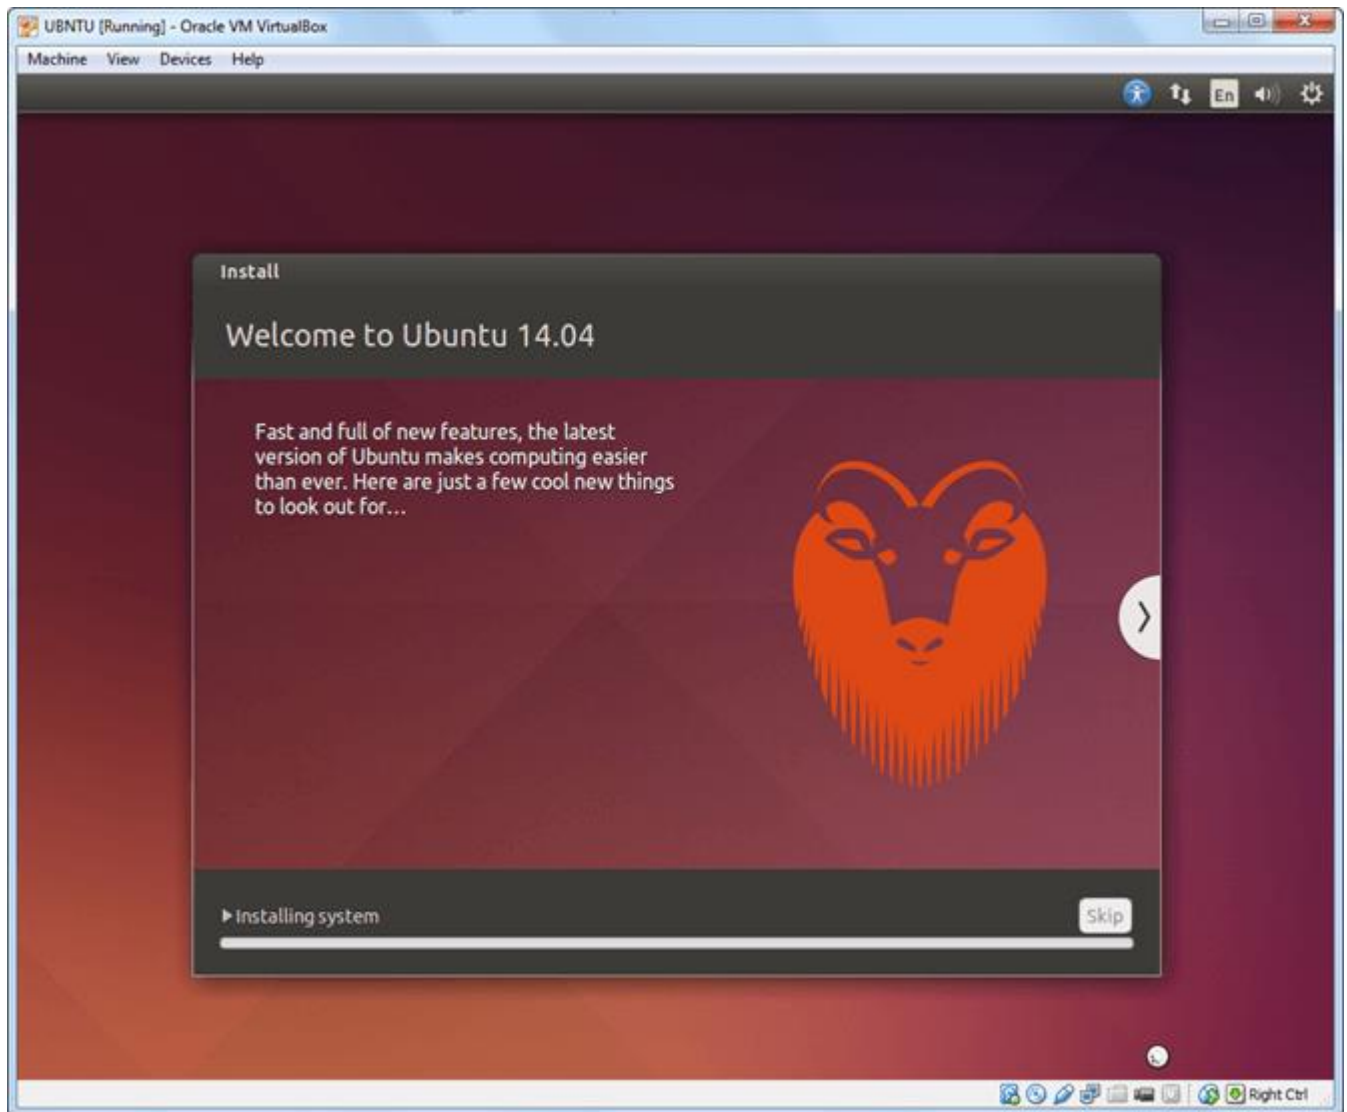 UBNTU [Running] - Oracle VM VirtualBox
Machine View Devices Help
En
Install
Welcome to Ubuntu 14.04
Fast and full of new features, the latest
version of Ubuntu makes computing easier
than ever. Here are just a few cool new things
to look out for...
Installing system
Skip
Right Ctrl